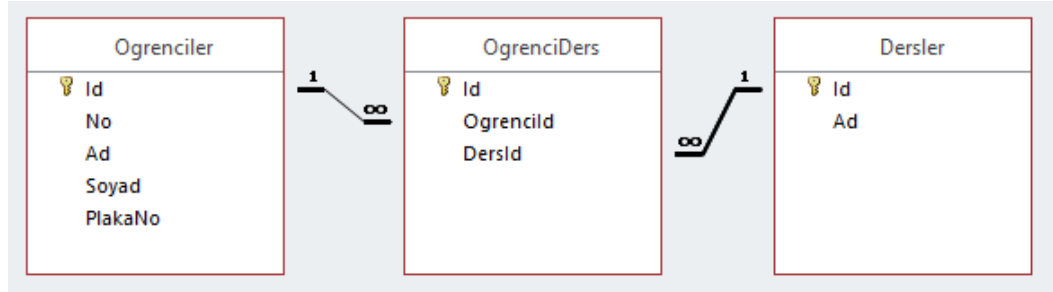 Ogrenciler
Id
No
Ad
Soyad
PlakaNo
1
∞
OgrenciDers
Id
OgrenciId
DersId
1
∞
Dersler
Id
Ad